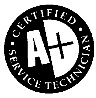 • CERTIFIED •
A+
SERVICE TECHNICIAN